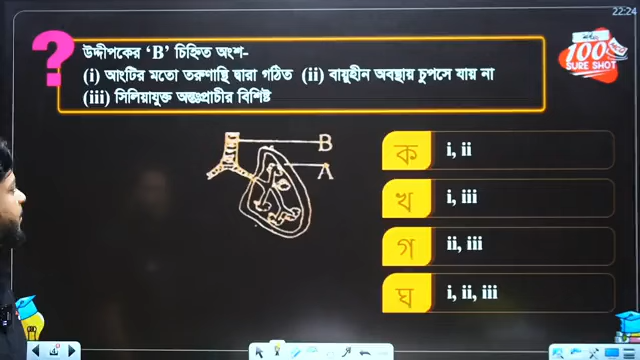 22:24
উদ্দীপকের ‘B’ চিহ্নিত অংশ-
(i) আংটির মতো তরুণাস্থি দ্বারা গঠিত (ii) বায়ুহীন অবস্থায় চুপসে যায় না
(iii) সিলিয়াযুক্ত অন্তঃপ্রাচীর বিশিষ্ট
100%
SURE SHOT
B
A
ক i, ii
খ i, iii
গ ii, iii
ঘ i, ii, iii